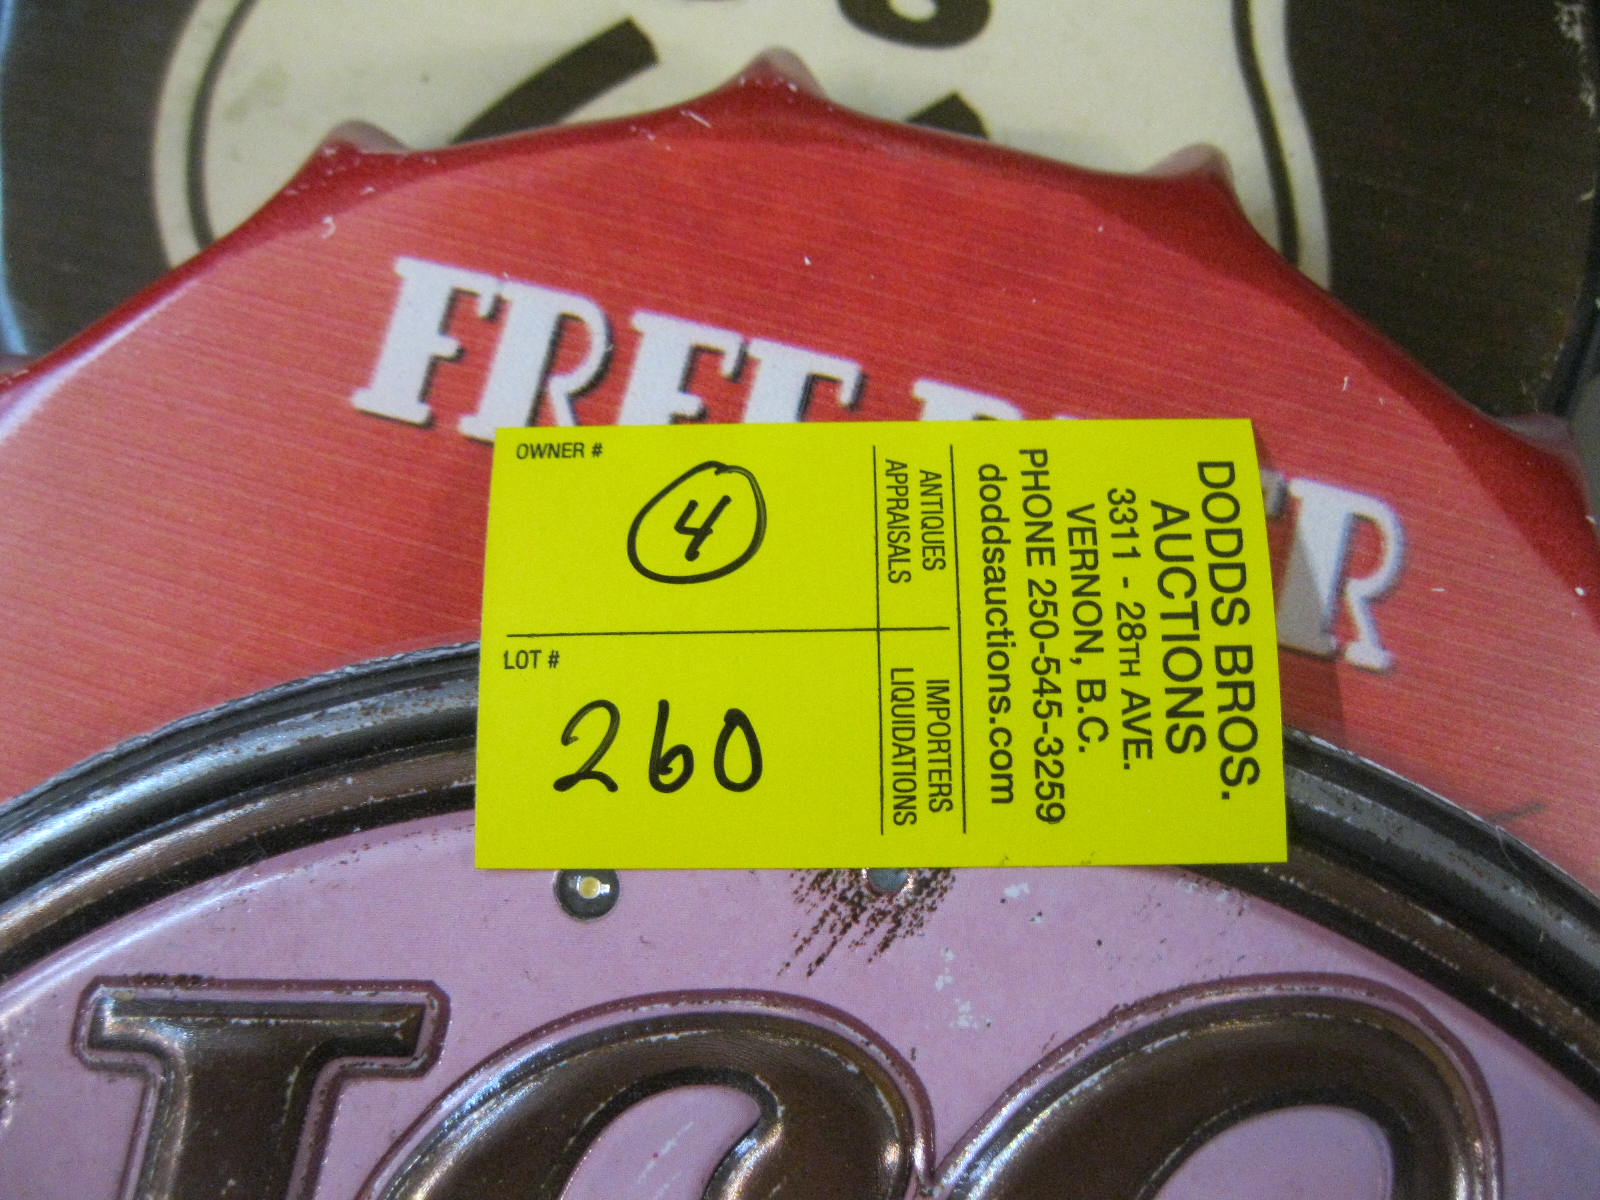 FREE
OWNER #
4
LOT #
260
ANTIQUES
APPRAISALS
IMPORTERS
LIQUIDATIONS
DODDS BROS.
AUCTIONS
3311 - 28TH AVE.
VERNON, B.C.
PHONE 250-545-3259
doddsauctions.com